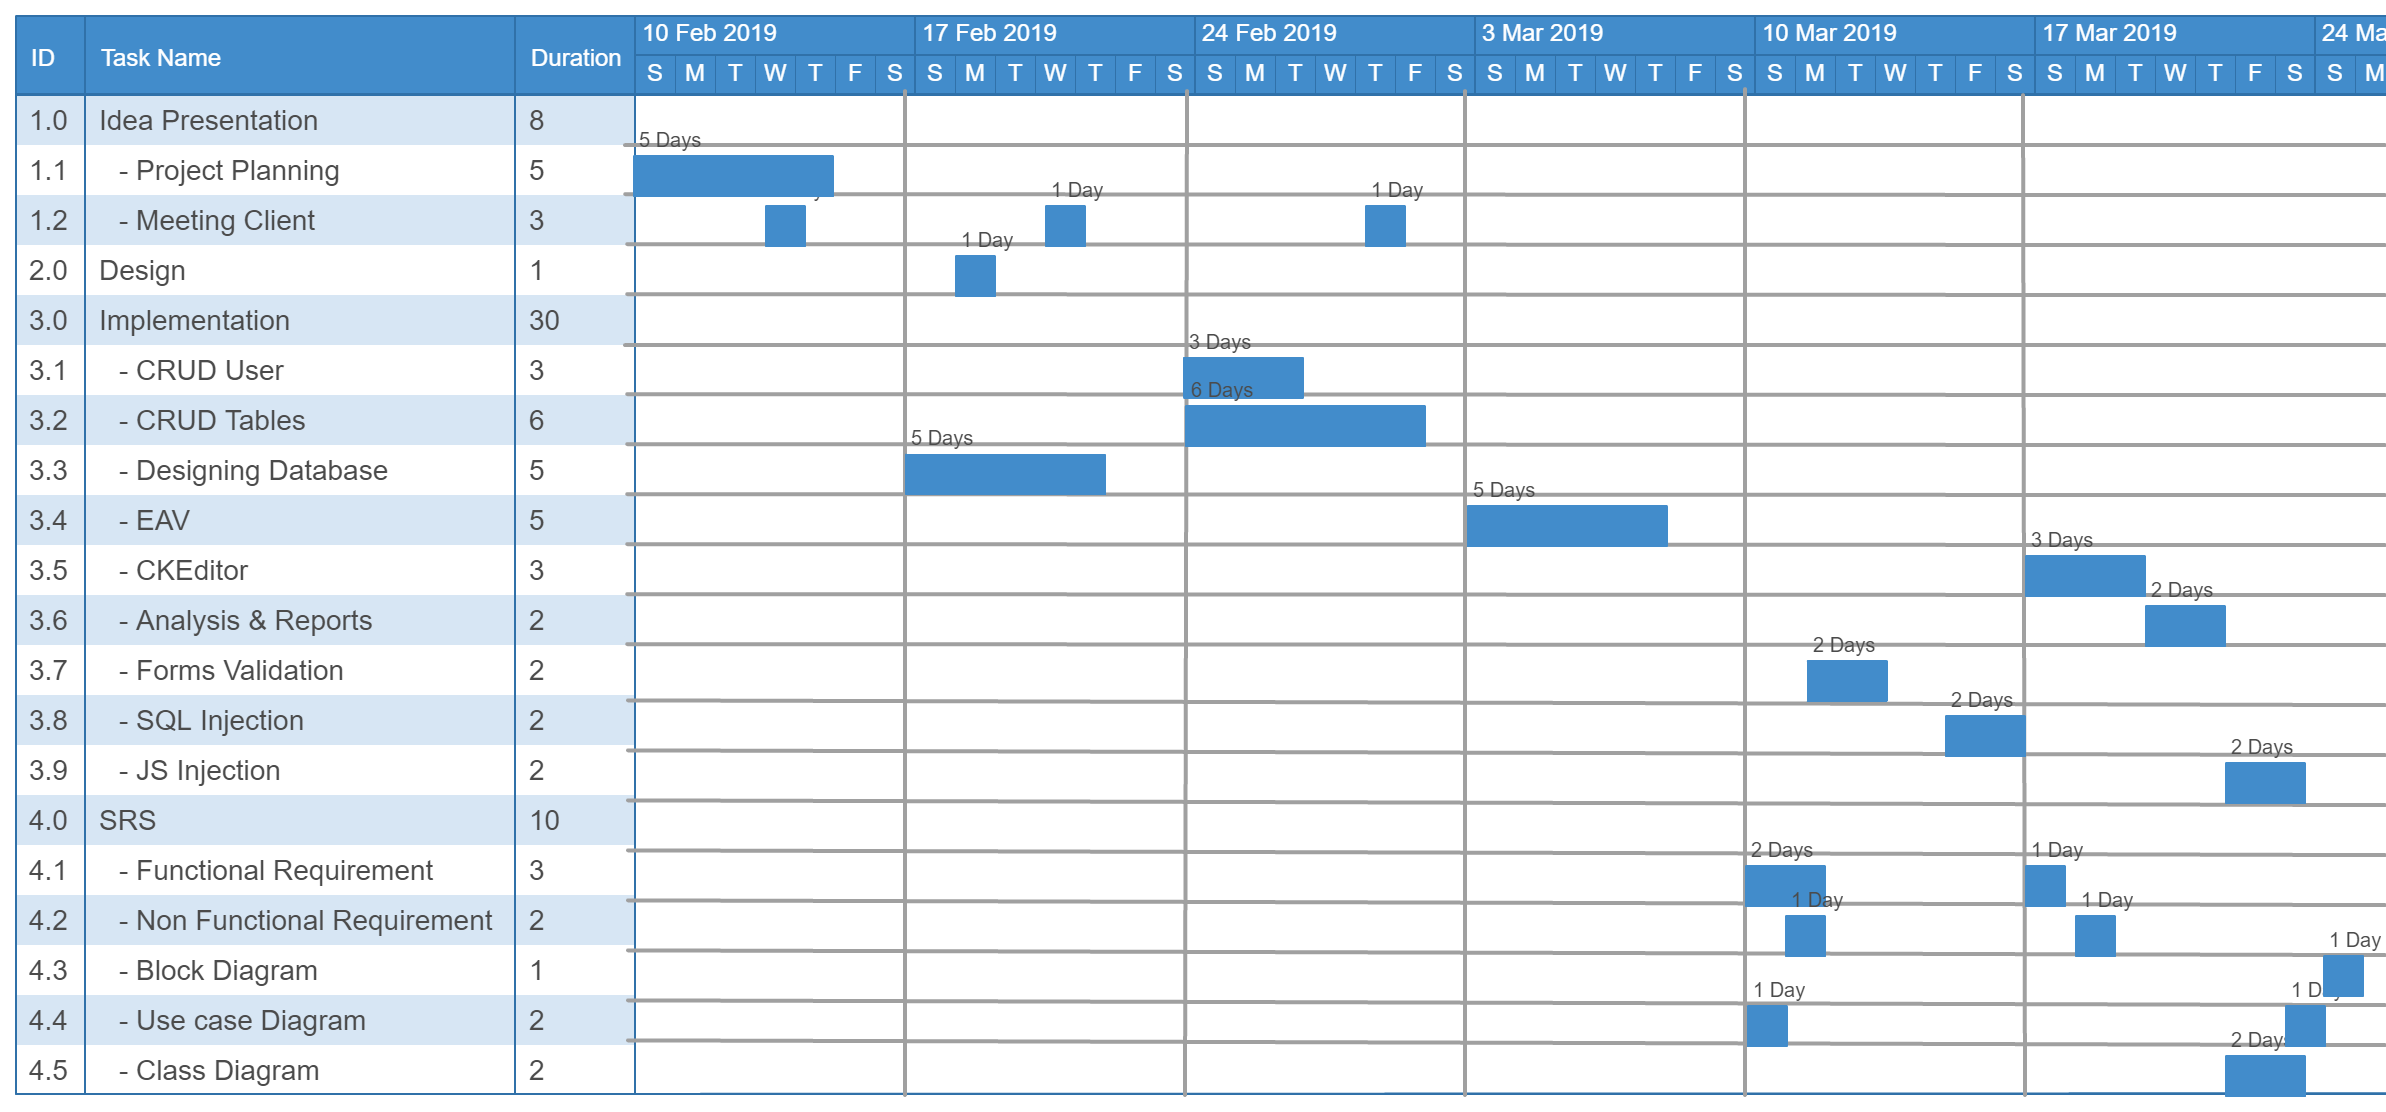 ID Task Name Duration 10 Feb 2019 17 Feb 2019 24 Feb 2019 3 Mar 2019 10 Mar 2019 17 Mar 2019 24
S M T W T F S S M T W T F S S M T W T F S S M T W T F S S M T W T F S S M T W T F S S M
1.0 Idea Presentation 8
5 Days
1.1 - Project Planning 5
1 Day 1 Day
1.2 - Meeting Client 3
1 Day
2.0 Design 1
3.0 Implementation 30
3 Days
3.1 - CRUD User 3
6 Days
3.2 - CRUD Tables 6
5 Days
3.3 - Designing Database 5
5 Days
3.4 - EAV 5
3 Days
3.5 - CKEditor 3
2 Days
3.6 - Analysis & Reports 2
2 Days
3.7 - Forms Validation 2
2 Days
3.8 - SQL Injection 2
2 Days
3.9 - JS Injection 2
4.0 SRS 10
2 Days 1 Day
4.1 - Functional Requirement 3
1 Day 1 Day
4.2 - Non Functional Requirement 2
1 Day
4.3 - Block Diagram 1
1 Day 1
4.4 - Use case Diagram 2
2 Days
4.5 - Class Diagram 2